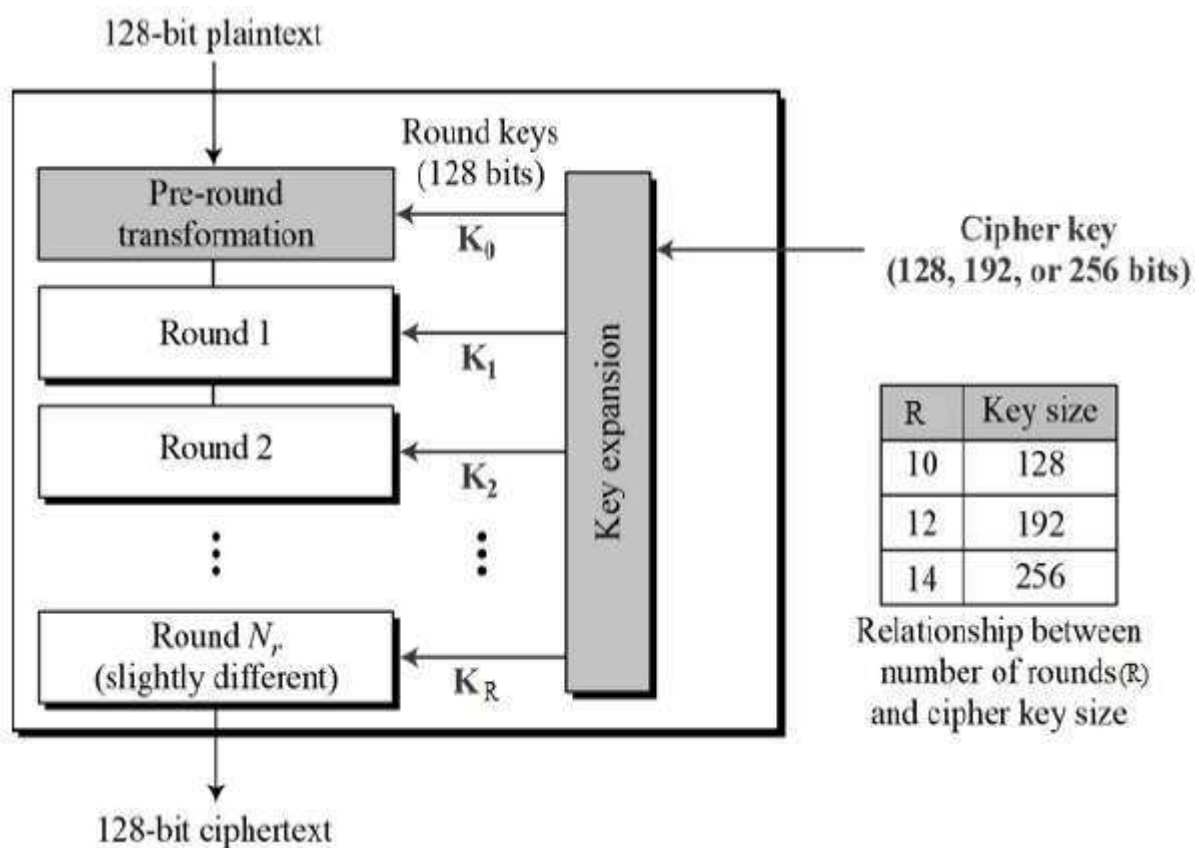 128-bit plaintext
Round keys
(128 bits)
Pre-round
transformation
K0
Cipher key
(128, 192, or 256 bits)
Round 1
K1
Key expansion
Round 2
K2
R Key size
10 128
12 192
14 256
Relationship between
number of rounds(R)
and cipher key size
Round Nr
(slightly different)
KR
128-bit ciphertext